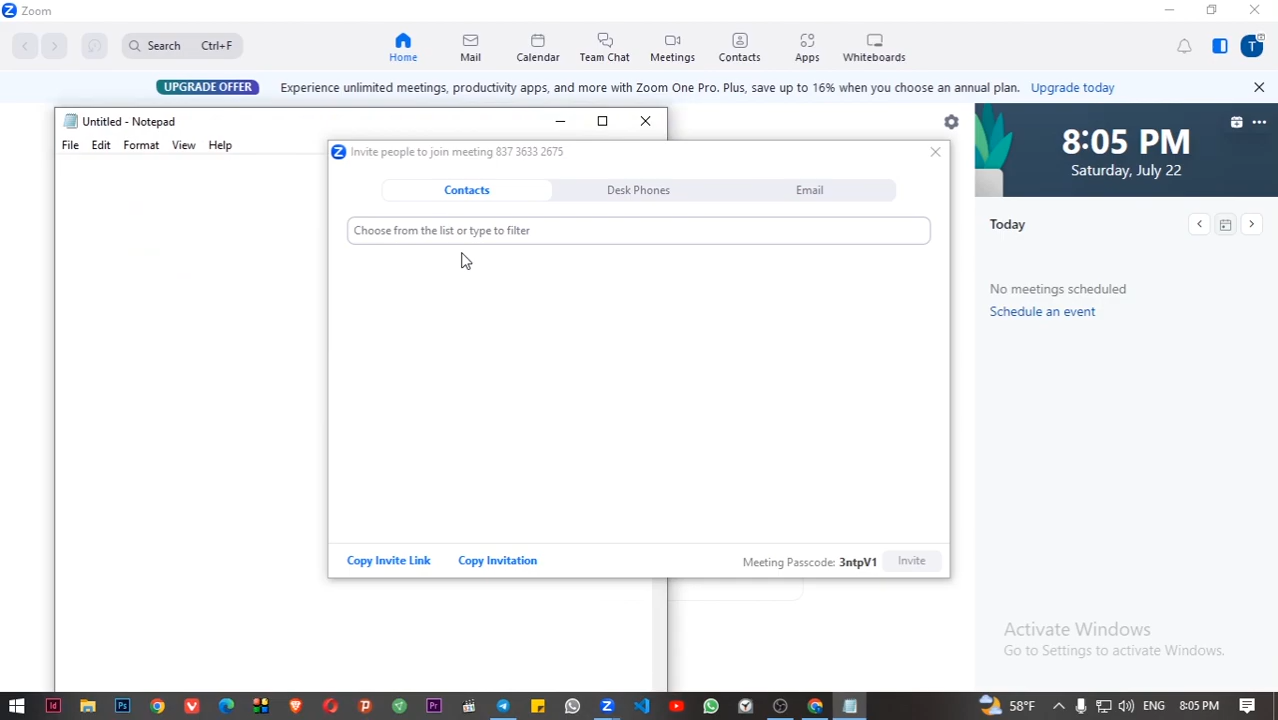 Zoom
Search Ctrl+F
Home
Mail
Calendar
Team Chat
Meetings
Contacts
Apps
Whiteboards
T
UPGRADE OFFER Experience unlimited meetings, productivity apps, and more with Zoom One Pro. Plus, save up to 16% when you choose an annual plan. Upgrade today
Untitled - Notepad
File Edit Format View Help
Invite people to join meeting 837 3633 2675
Contacts Desk Phones Email
Choose from the list or type to filter
Copy Invite Link Copy Invitation Meeting Passcode: 3ntpV1 Invite
8:05 PM
Saturday, July 22
Today
No meetings scheduled
Schedule an event
Activate Windows
Go to Settings to activate Windows.
58°F ENG 8:05 PM